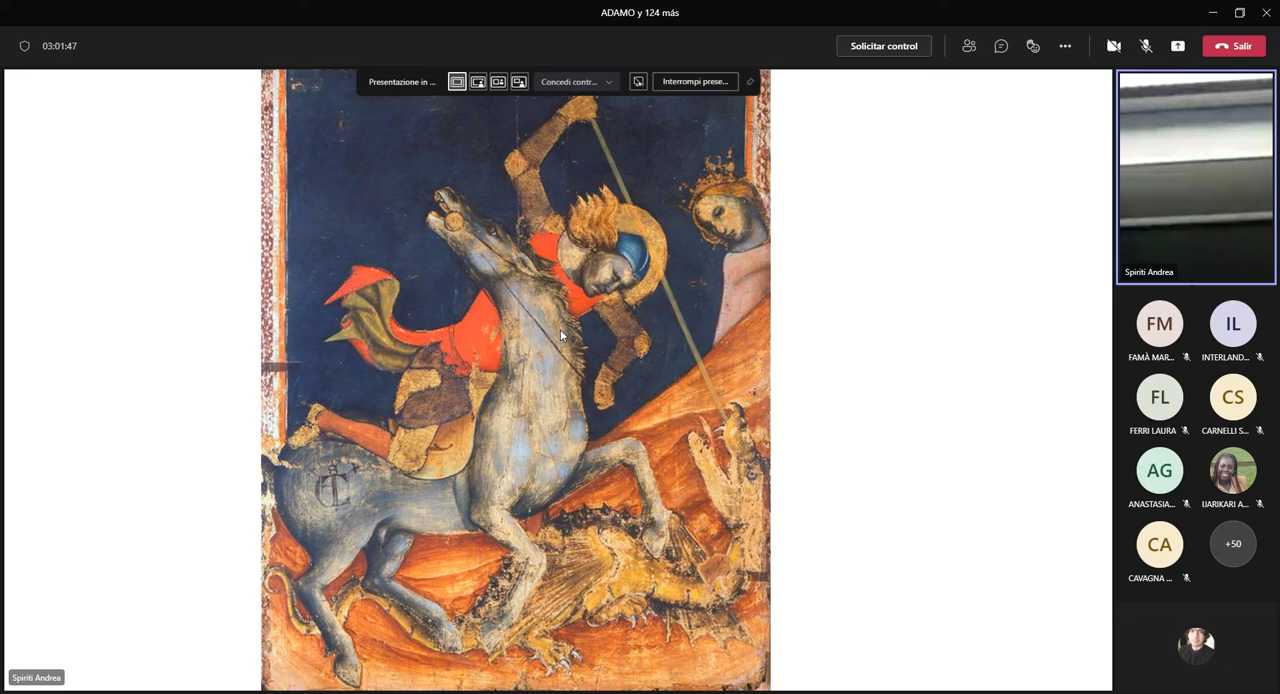 ADAMO y 124 más
03:01:47
Solicitar control
Salir
Presentazione in ...
Concedi contr...
Interrompi prese...
Spiriti Andrea
FM
IL
FAMÀ MAR...
INTERLAND...
FL
CS
FERRI LAURA
CARNELLI S...
AG
ANASTASIA...
IJARIKARI A...
CA
+50
CAVAGNA ...
Spiriti Andrea